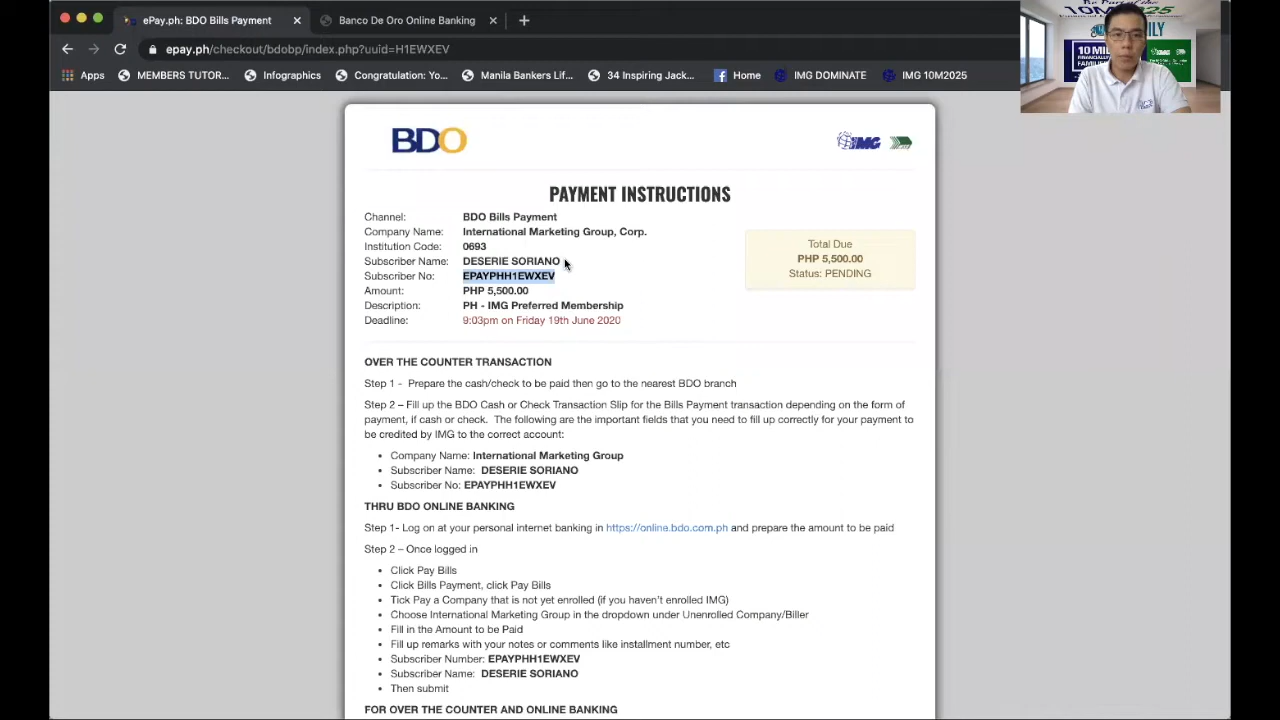 ePay.ph: BDO Bills Payment
Banco De Oro Online Banking
epay.ph/checkout/bdobp/index.php?uuid=H1EWXEV
Apps
MEMBERS TUTOR...
Infographics
Congratulation: Yo...
Manila Bankers Lif...
34 Inspiring Jack...
Home
IMG DOMINATE
IMG 10M2025
BDO
IMG
PAYMENT INSTRUCTIONS
Channel: BDO Bills Payment
Company Name: International Marketing Group, Corp.
Institution Code: 0693
Subscriber Name: DESERIE SORIANO
Subscriber No: EPAYPHH1EWXEV
Amount: PHP 5,500.00
Description: PH - IMG Preferred Membership
Deadline: 9:03pm on Friday 19th June 2020
Total Due
PHP 5,500.00
Status: PENDING
OVER THE COUNTER TRANSACTION
Step 1 - Prepare the cash/check to be paid then go to the nearest BDO branch
Step 2 – Fill up the BDO Cash or Check Transaction Slip for the Bills Payment transaction depending on the form of
payment, if cash or check. The following are the important fields that you need to fill up correctly for your payment to
be credited by IMG to the correct account:
• Company Name: International Marketing Group
• Subscriber Name: DESERIE SORIANO
• Subscriber No: EPAYPHH1EWXEV
THRU BDO ONLINE BANKING
Step 1- Log on at your personal internet banking in https://online.bdo.com.ph and prepare the amount to be paid
Step 2 – Once logged in
• Click Pay Bills
• Click Bills Payment, click Pay Bills
• Tick Pay a Company that is not yet enrolled (if you haven't enrolled IMG)
• Choose International Marketing Group in the dropdown under Unenrolled Company/Biller
• Fill in the Amount to be Paid
• Fill up remarks with your notes or comments like installment number, etc
• Subscriber Number: EPAYPHH1EWXEV
• Subscriber Name: DESERIE SORIANO
• Then submit
FOR OVER THE COUNTER AND ONLINE BANKING